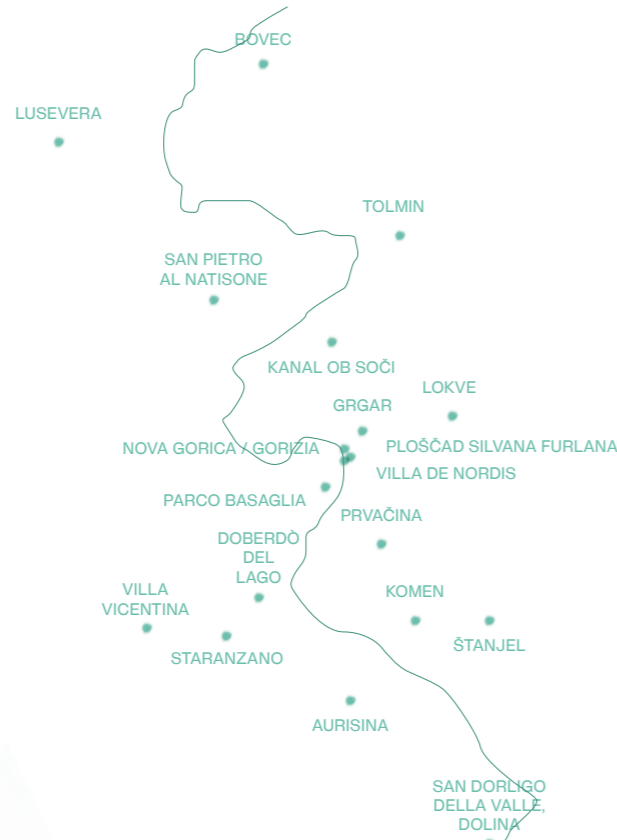 BOVEC
LUSEVERA
TOLMIN
SAN PIETRO
AL NATISONE
KANAL OB SOČI
LOKVE
GRGAR
NOVA GORICA / GORIZIA
PLOŠČAD SILVANA FURLANA
VILLA DE NORDIS
PARCO BASAGLIA
PRVAČINA
DOBERDÒ
DEL
LAGO
VILLA
VICENTINA
KOMEN
ŠTANJEL
STARANZANO
AURISINA
SAN DORLIGO
DELLA VALLE,
DOLINA